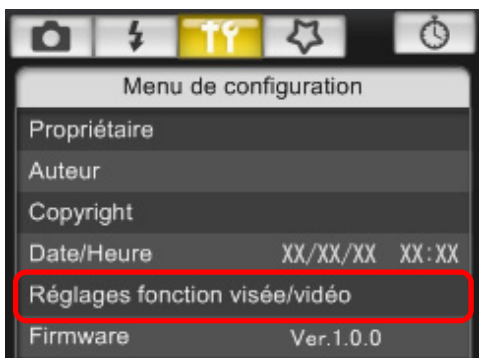 Menu de configuration
Propriétaire
Auteur
Copyright
Date/Heure XX/XX/XX XX:XX
Réglages fonction visée/vidéo
Firmware Ver.1.0.0